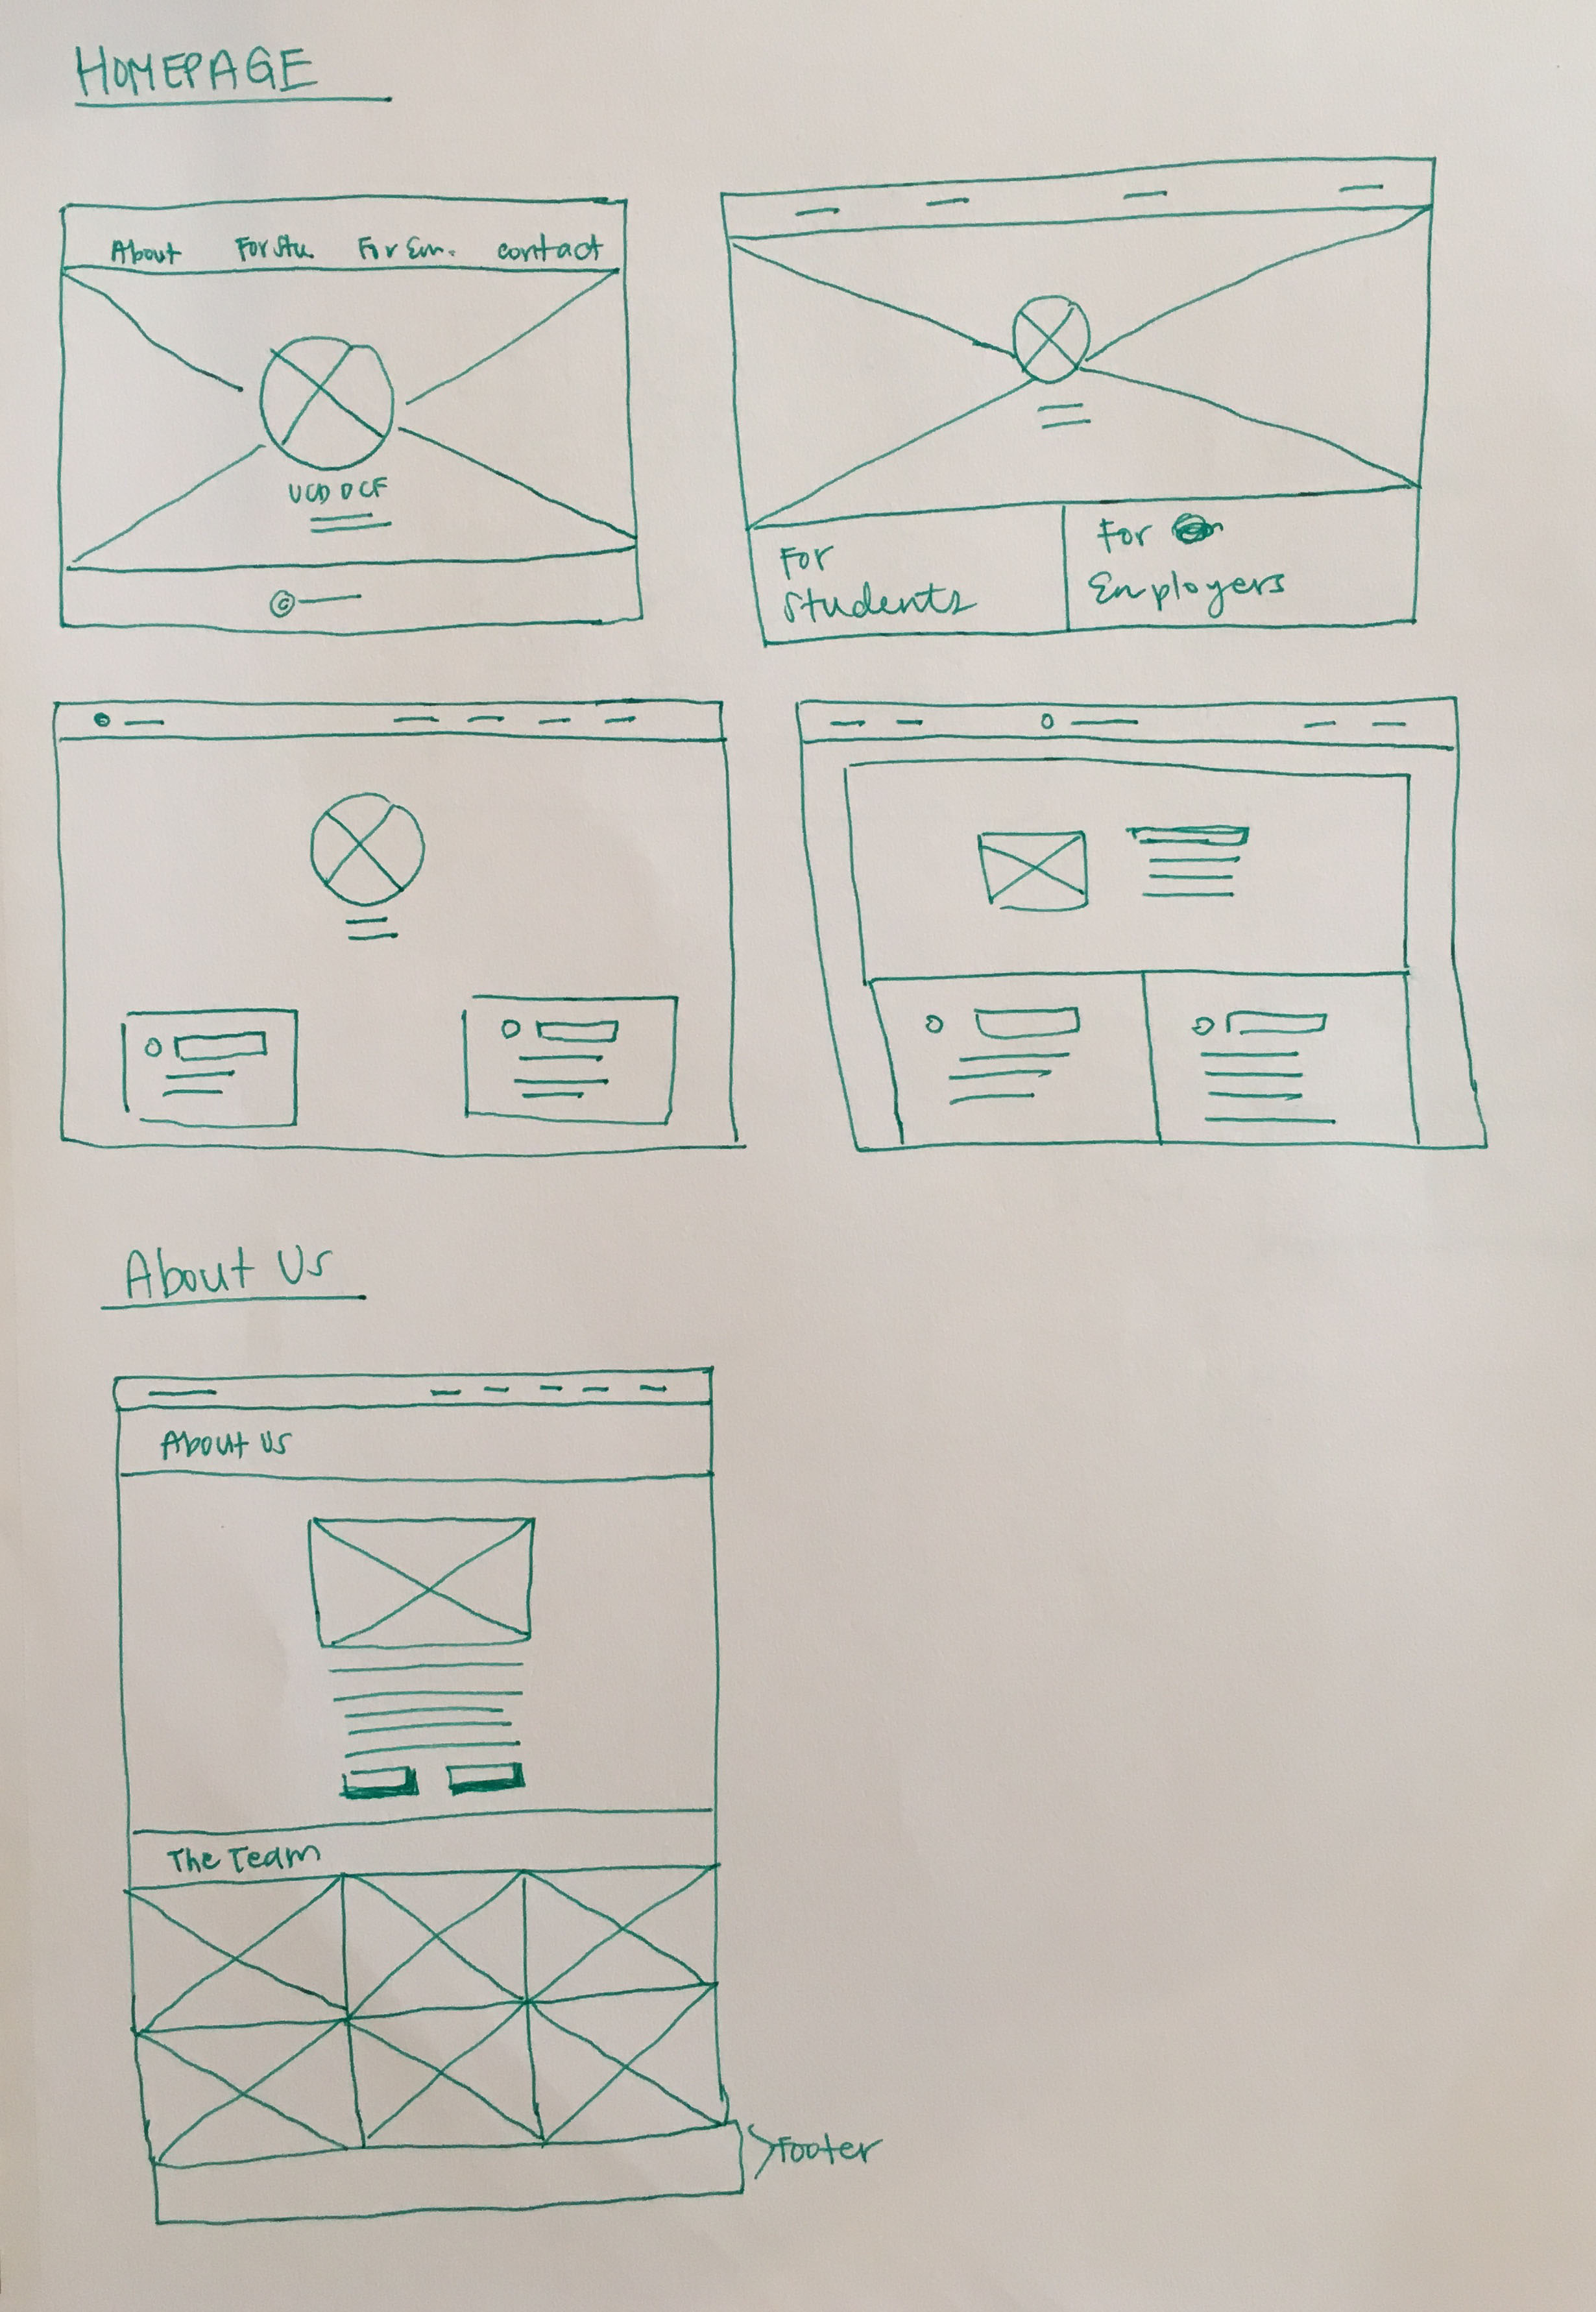 HOMEPAGE
About For Stu. For Em. contact
UCD OCF
©
For
Students
For
Employers
About Us
About Us
The Team
Footer